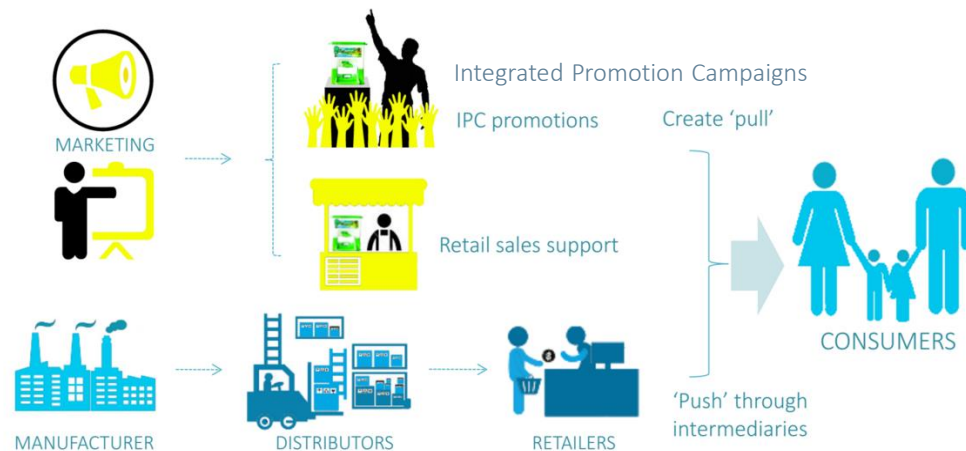 Integrated Promotion Campaigns
MARKETING
IPC promotions
Create ‘pull’
Retail sales support
CONSUMERS
‘Push’ through
intermediaries
MANUFACTURER
DISTRIBUTORS
RETAILERS